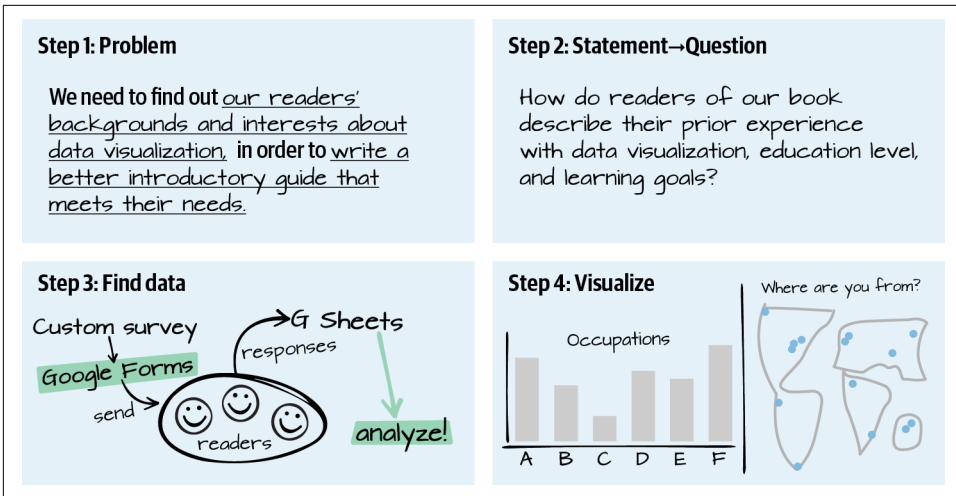 Step 1: Problem
We need to find out our readers'
backgrounds and interests about
data visualization, in order to write a
better introductory guide that
meets their needs.
Step 2: Statement→Question
How do readers of our book
describe their prior experience
with data visualization, education level,
and learning goals?
Step 3: Find data
Custom survey
Google Forms
send
readers
responses
G Sheets
analyze!
Step 4: Visualize
Occupations
A B C D E F
Where are you from?